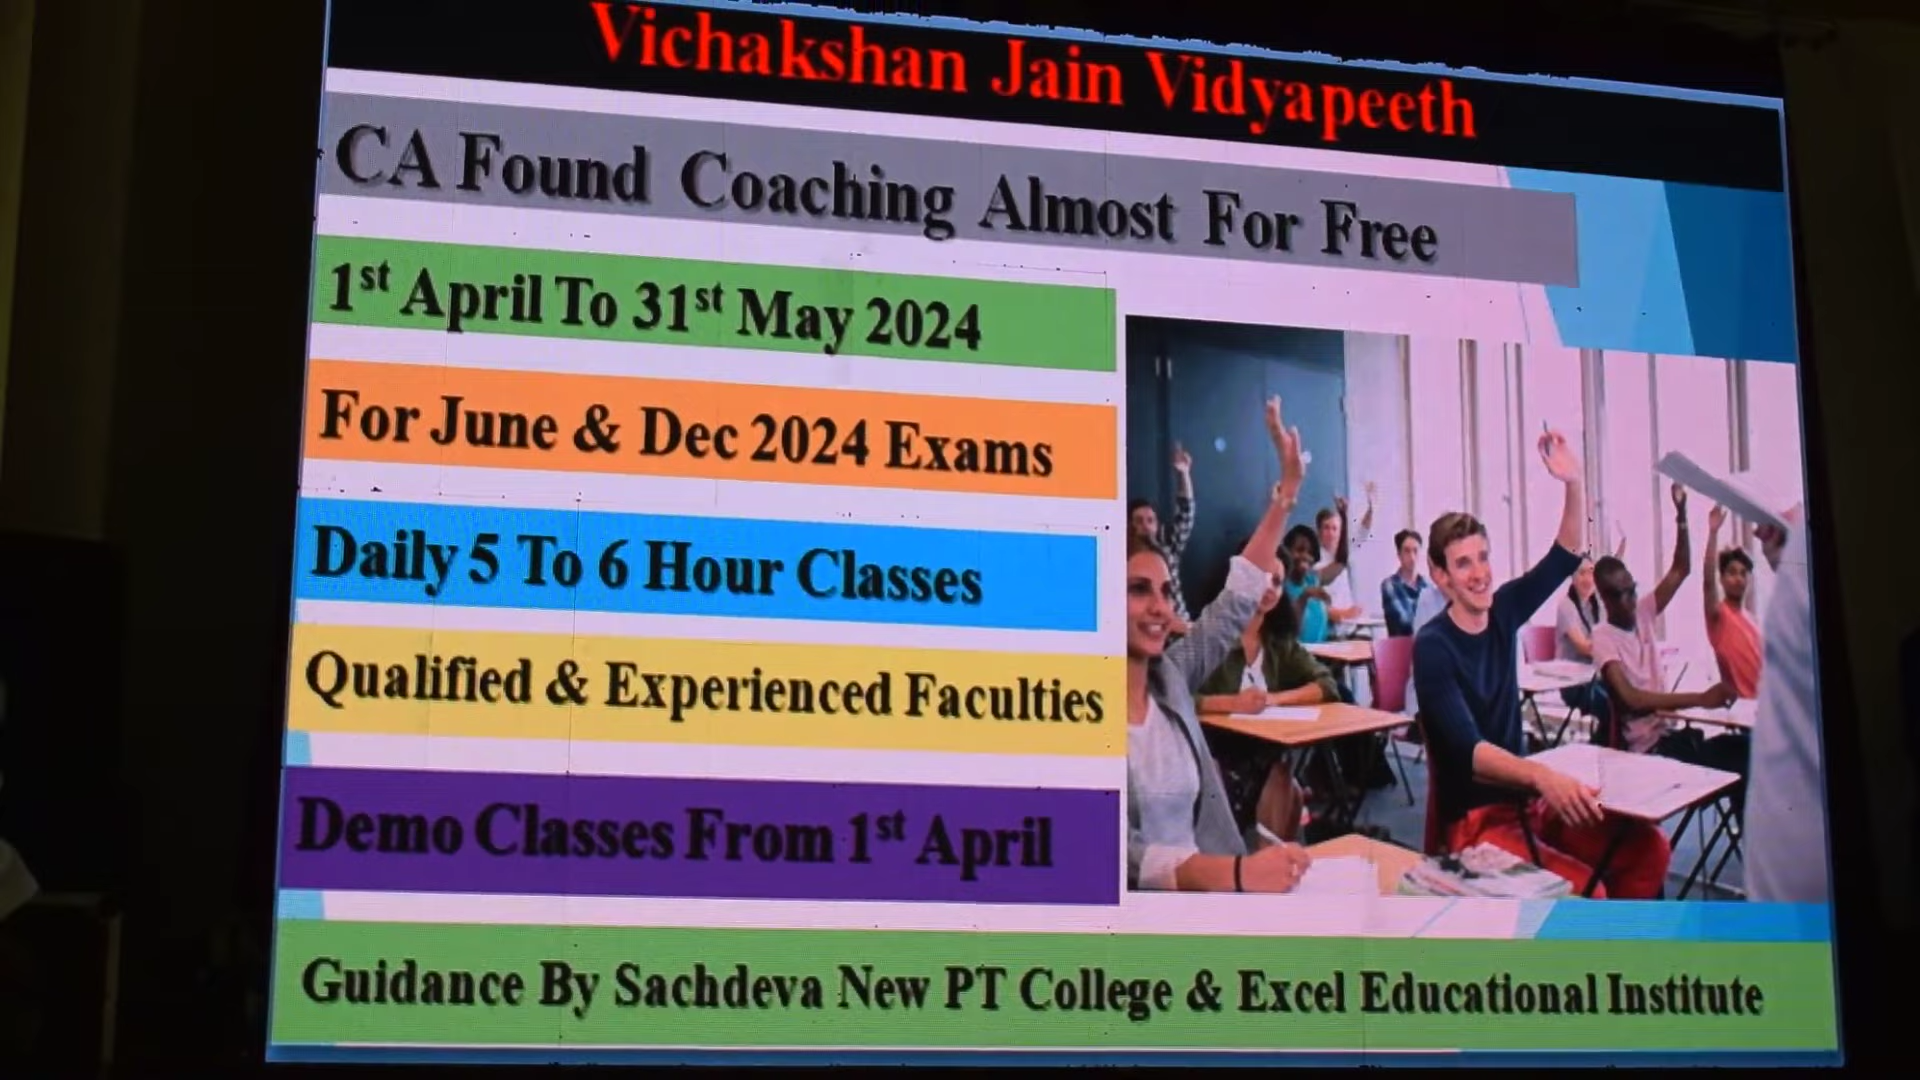 Vichakshan Jain Vidyapeeth
CA Found Coaching Almost For Free
1st April To 31st May 2024
For June & Dec 2024 Exams
Daily 5 To 6 Hour Classes
Qualified & Experienced Faculties
Demo Classes From 1st April
Guidance By Sachdeva New PT College & Excel Educational Institute